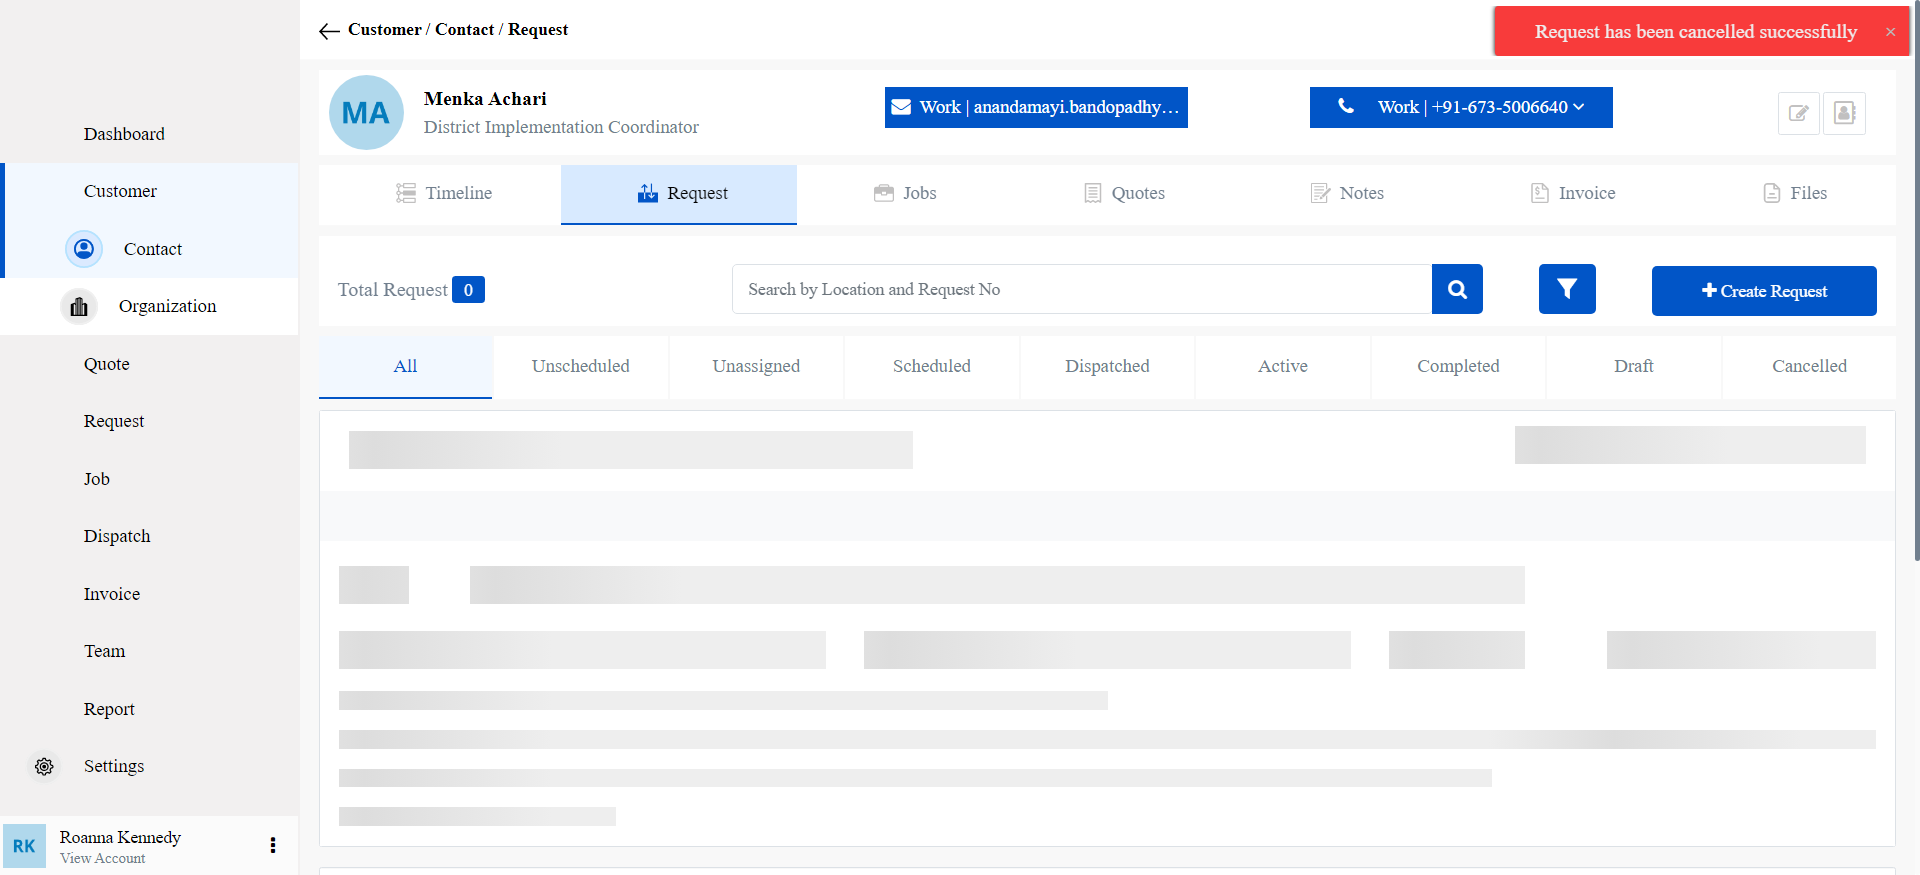 Customer / Contact / Request
Request has been cancelled successfully ×
MA
Menka Achari
District Implementation Coordinator
Work | anandamayi.bandopadhy...
Work | +91-673-5006640
Dashboard
Customer
Contact
Organization
Quote
Request
Job
Dispatch
Invoice
Team
Report
Settings
RK
Roanna Kennedy
View Account
Timeline
Request
Jobs
Quotes
Notes
Invoice
Files
Total Request 0
Search by Location and Request No
Create Request
All
Unscheduled
Unassigned
Scheduled
Dispatched
Active
Completed
Draft
Cancelled